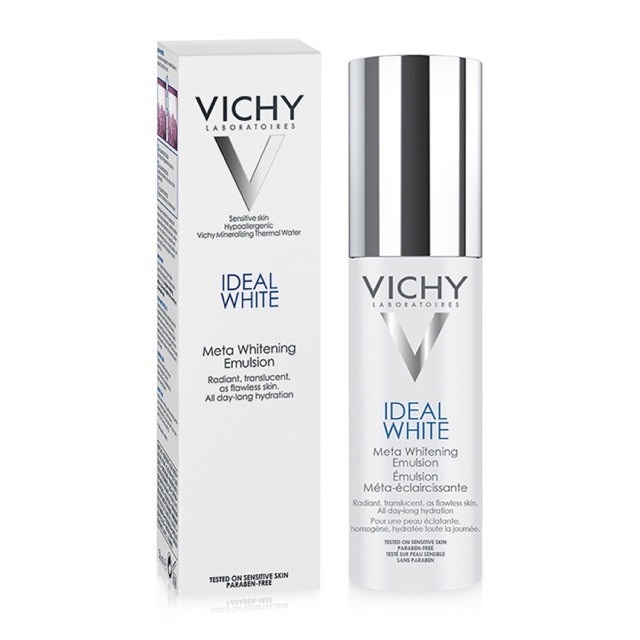 VICHY
LABORATOIRES
Sensitive skin
Hypoallergenic
Vichy Mineralizing Thermal Water
IDEAL
WHITE
Meta Whitening
Emulsion
Radiant, translucent,
as flawless skin.
All day-long hydration
TESTED ON SENSITIVE SKIN
PARABEN-FREE
VICHY
LABORATOIRES
IDEAL
WHITE
Meta Whitening
Emulsion
Émulsion
Méta-éclaircissante
Radiant, translucent, as flawless skin.
All day-long hydration
Pour une peau éclatante,
homogène, hydratée toute la journée.
TESTED ON SENSITIVE SKIN
PARABEN-FREE
TESTÉ SUR PEAU SENSIBLE
SANS PARABEN